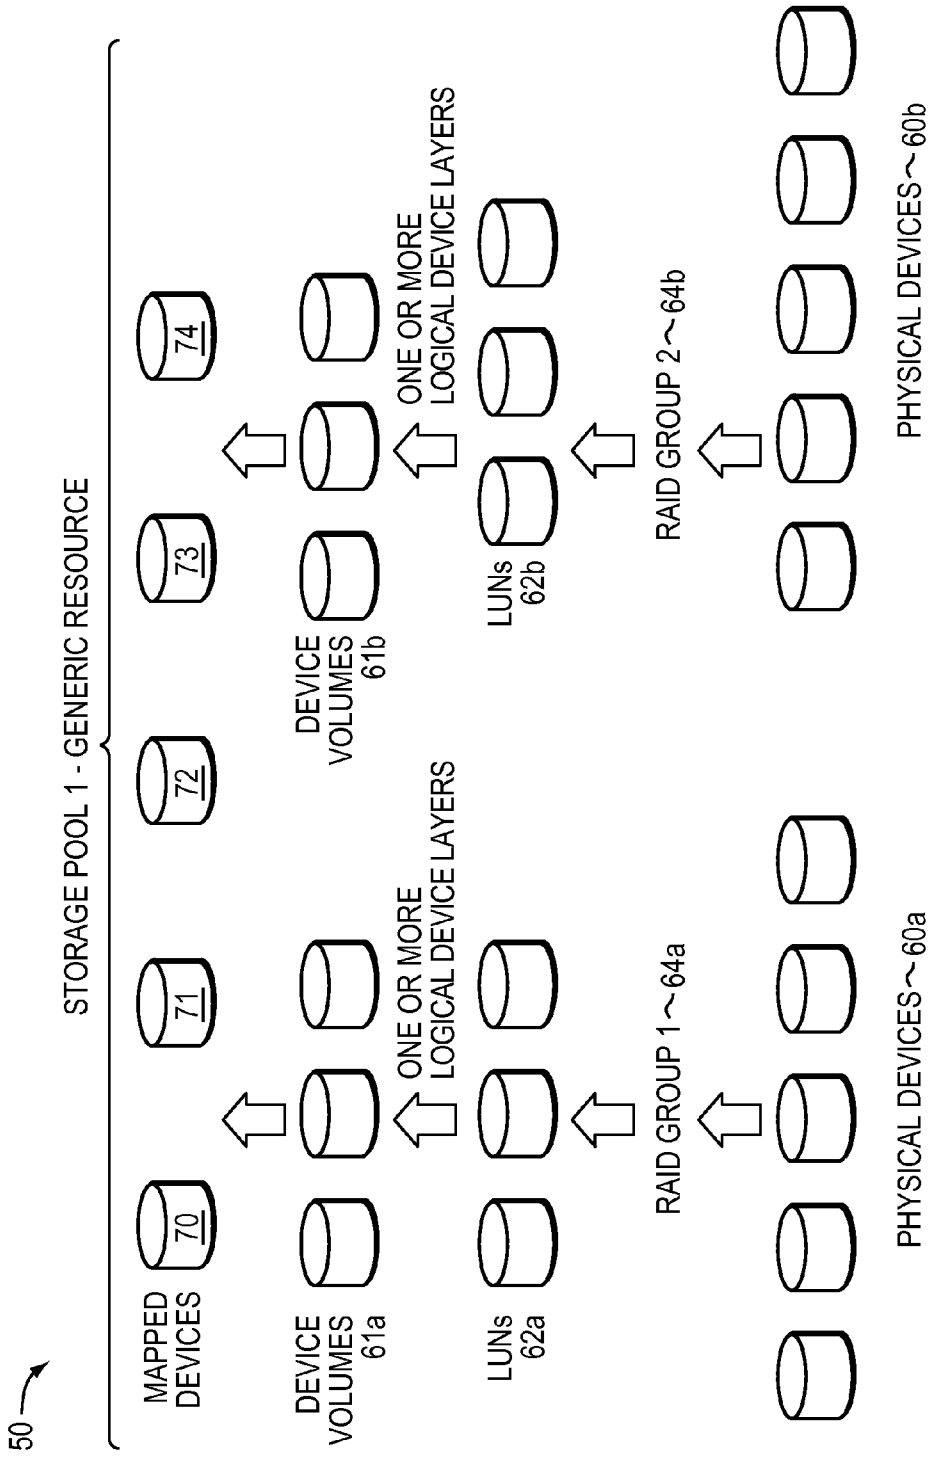 50
STORAGE POOL 1 - GENERIC RESOURCE
MAPPED
DEVICES
70
71
72
73
74
DEVICE
VOLUMES
61a
DEVICE
VOLUMES
61b
ONE OR MORE
LOGICAL DEVICE LAYERS
ONE OR MORE
LOGICAL DEVICE LAYERS
LUNs
62a
LUNs
62b
RAID GROUP 1~64a
RAID GROUP 2~64b
PHYSICAL DEVICES~60a
PHYSICAL DEVICES~60b